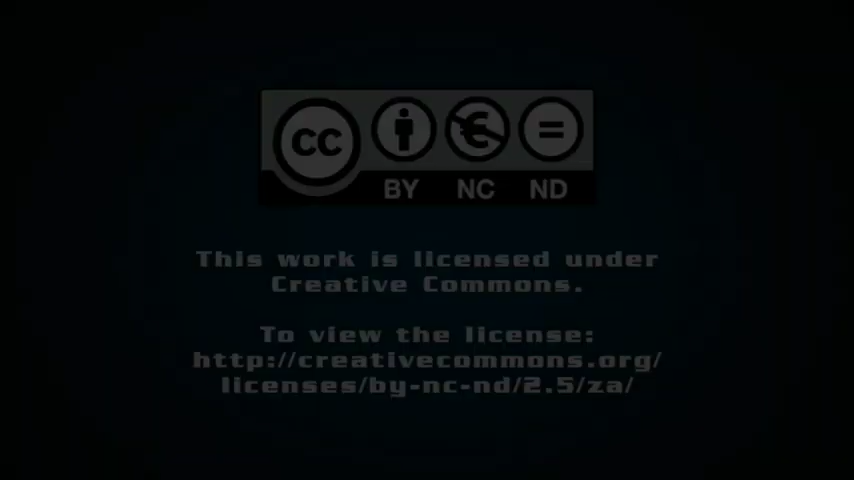 CC
BY NC ND
This work is licensed under
Creative Commons.
To view the license:
http://creativecommons.org/
licenses/by-nc-nd/2.5/za/